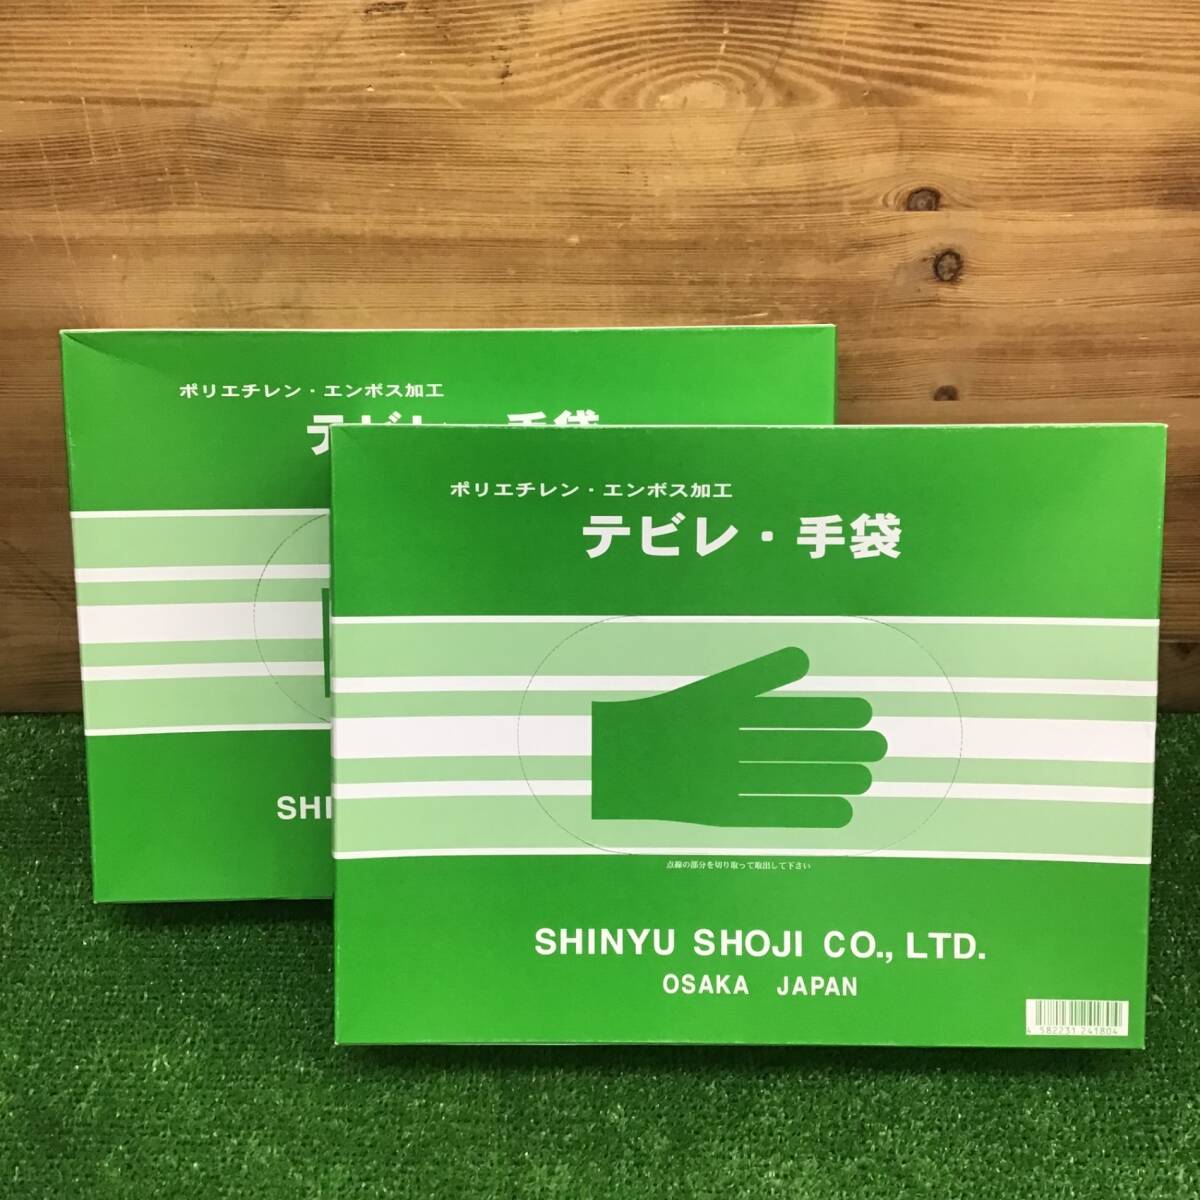 ポリエチレン・エンボス加工
テビレ・手袋
SHI
ポリエチレン・エンボス加工
テビレ・手袋
点線の部分を切り取って取出して下さい
SHINYU SHOJI CO., LTD.
OSAKA JAPAN
4 582231 241804